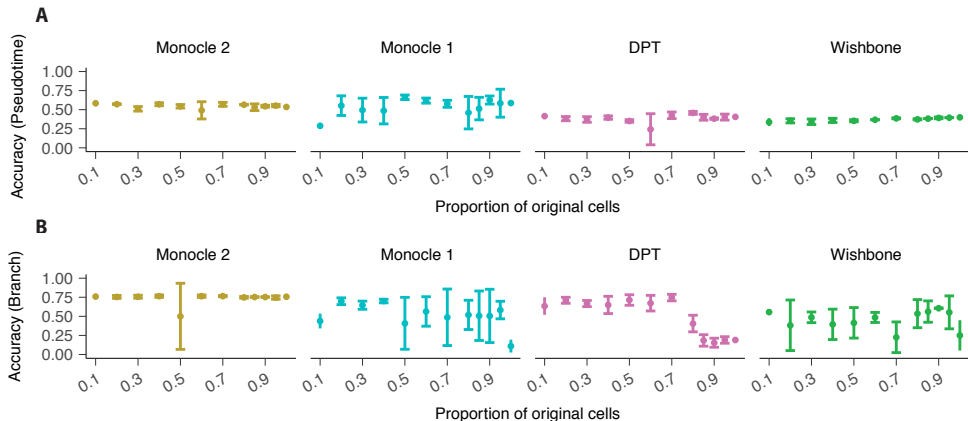 A
Monocle 2 Monocle 1 DPT Wishbone
Accuracy (Pseudotime)
1.00
0.75
0.50
0.25
0.00
0.1 0.3 0.5 0.7 0.9 0.1 0.3 0.5 0.7 0.9 0.1 0.3 0.5 0.7 0.9 0.1 0.3 0.5 0.7 0.9
Proportion of original cells
B
Monocle 2 Monocle 1 DPT Wishbone
Accuracy (Branch)
1.00
0.75
0.50
0.25
0.00
0.1 0.3 0.5 0.7 0.9 0.1 0.3 0.5 0.7 0.9 0.1 0.3 0.5 0.7 0.9 0.1 0.3 0.5 0.7 0.9
Proportion of original cells